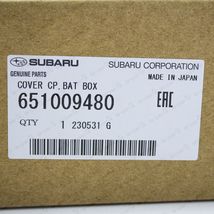 SUBARU
SUBARU CORPORATION
GENUINE PARTS
MADE IN JAPAN
COVER CP,BAT BOX
651009480
EAC
QTY 1 230531 G